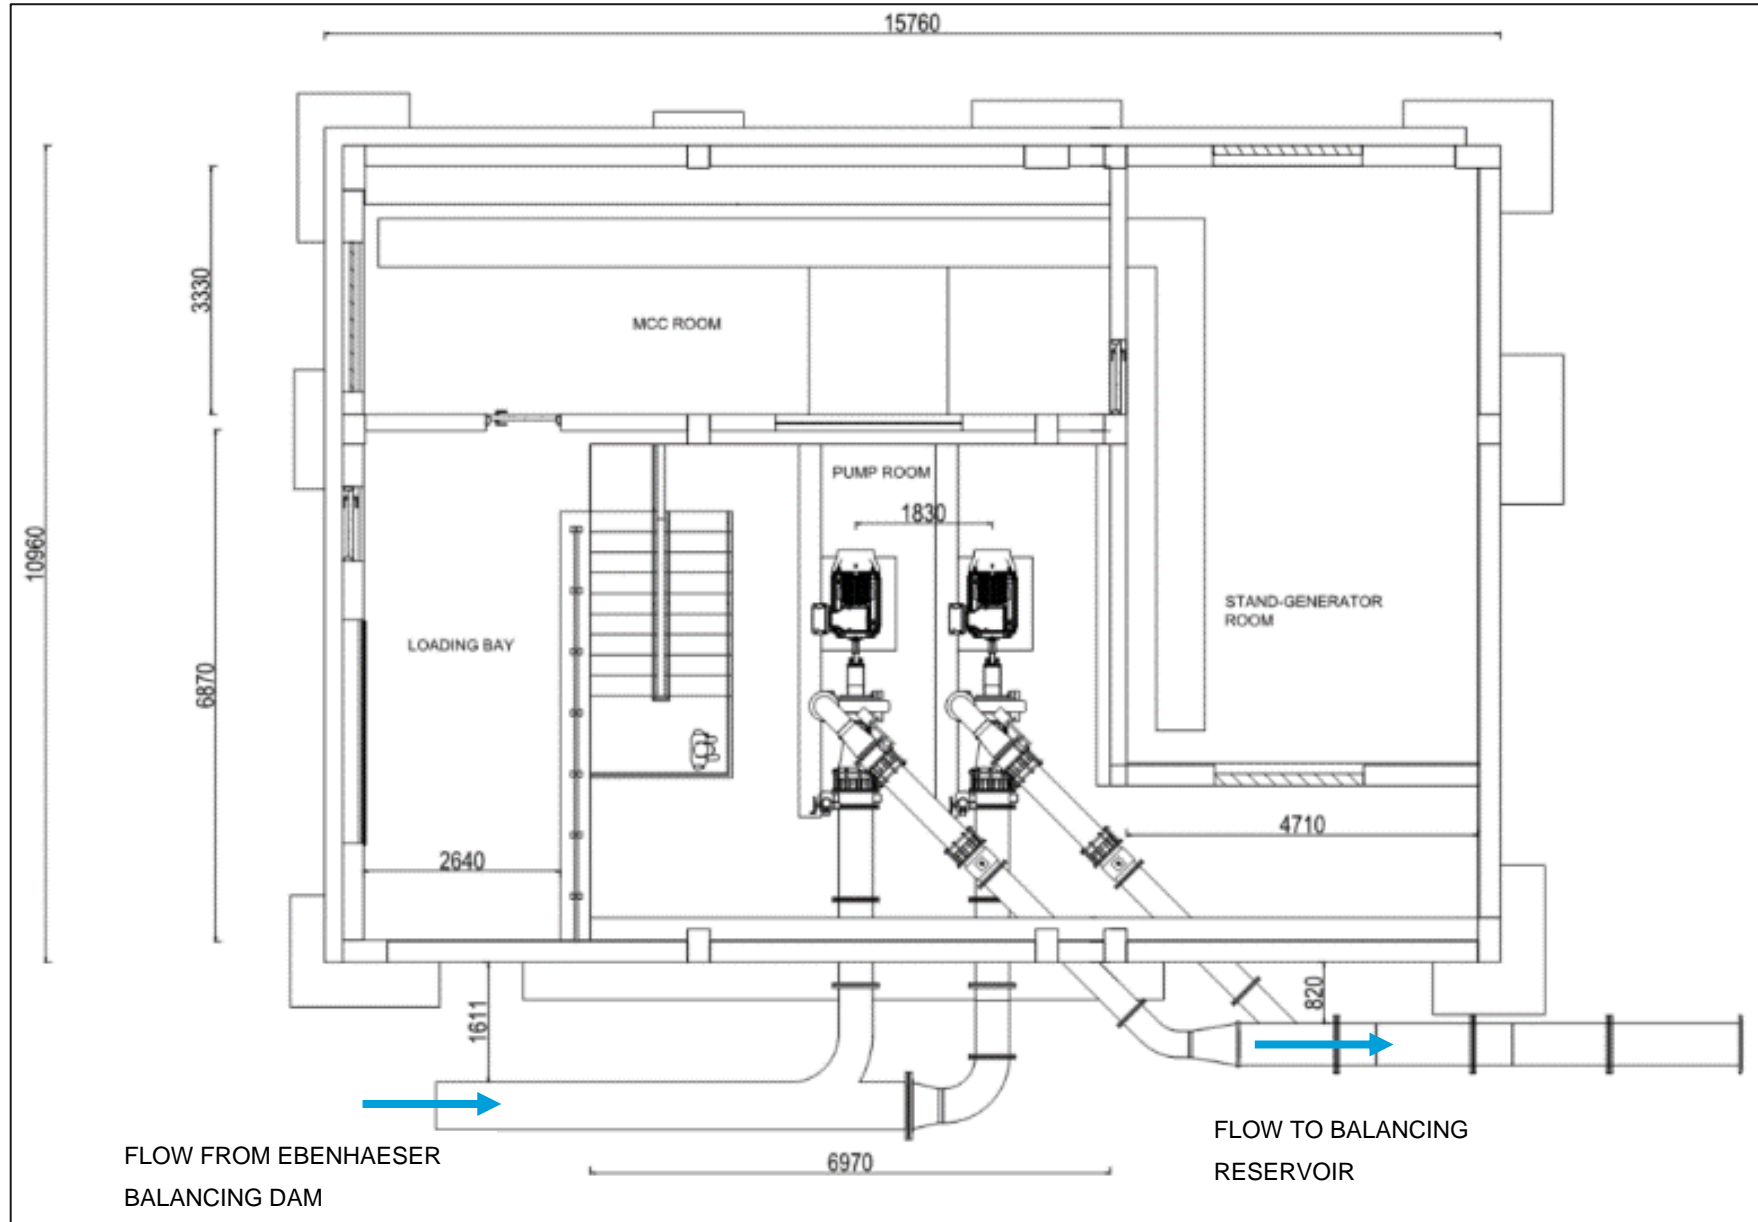 15760
3330
MCC ROOM
PUMP ROOM
1830
10960
STAND-GENERATOR
ROOM
LOADING BAY
6870
4710
2640
1611
820
FLOW FROM EBENHAESER
BALANCING DAM
6970
FLOW TO BALANCING
RESERVOIR